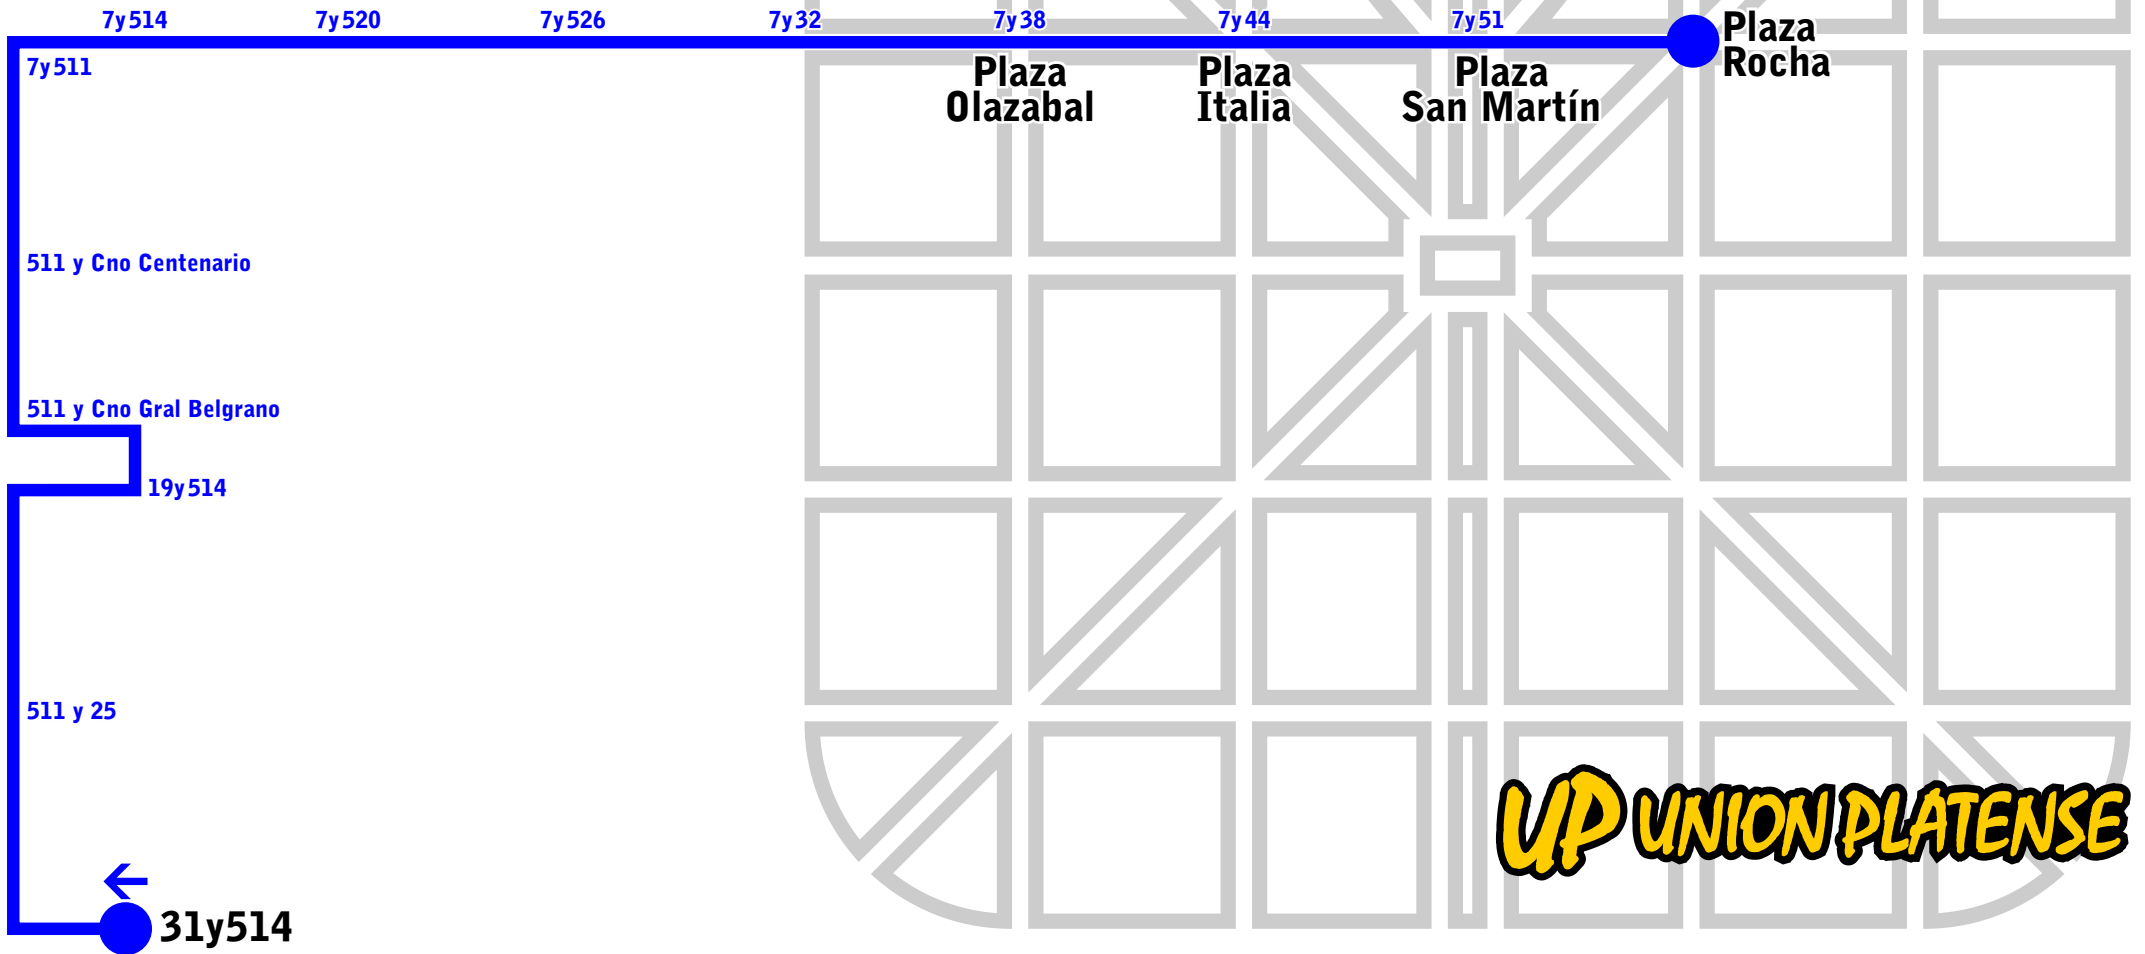 7y514
7y520
7y526
7y32
7y38
7y44
7y51
Plaza
Rocha
7y511
Plaza
Olazabal
Plaza
Italia
Plaza
San Martín
511 y Cno Centenario
511 y Cno Gral Belgrano
19y514
511 y 25
UP UNION PLATENSE
31y514